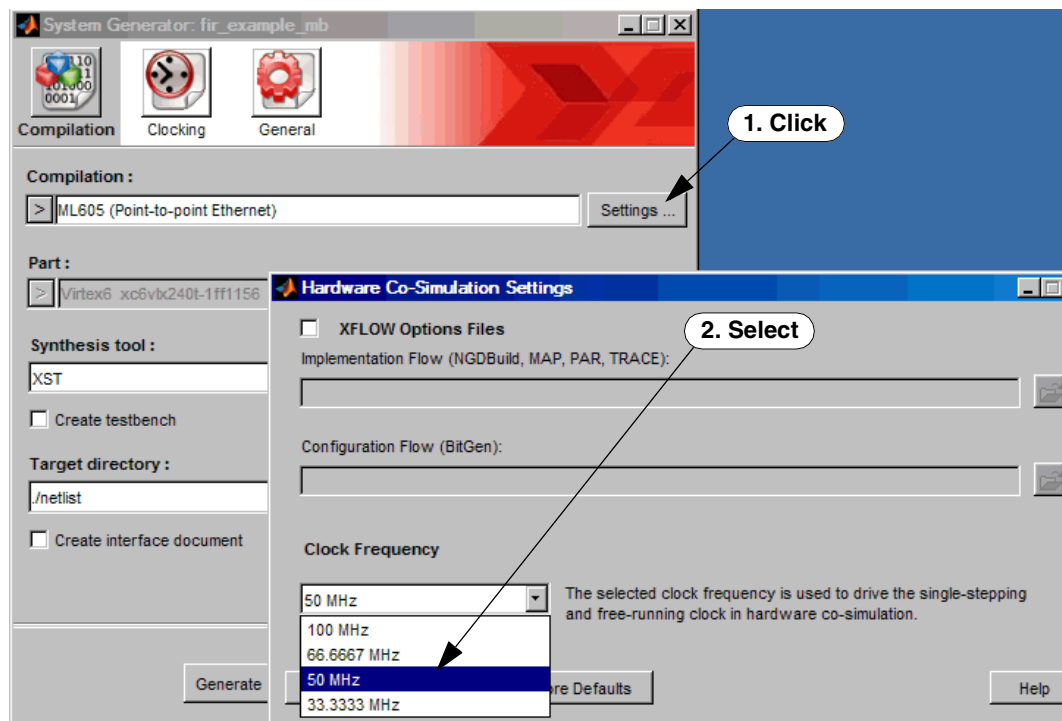 System Generator: fir_example_mb
Compilation
Clocking
General
1. Click
Compilation :
> ML605 (Point-to-point Ethernet)
Settings ...
Part :
> Virtex6 xc6vlx240t-1ff1156
Hardware Co-Simulation Settings
XFLOW Options Files
2. Select
Implementation Flow (NGDBuild, MAP, PAR, TRACE):
Synthesis tool :
XST
Create testbench
Configuration Flow (BitGen):
Target directory :
./netlist
Create interface document
Clock Frequency
50 MHz
The selected clock frequency is used to drive the single-stepping
and free-running clock in hardware co-simulation.
100 MHz
66.6667 MHz
50 MHz
33.3333 MHz
Generate
Defaults
Help